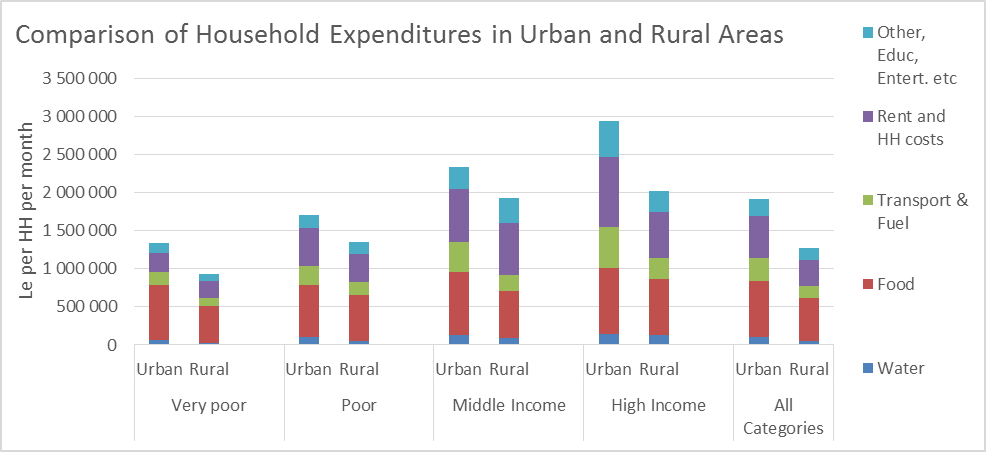 Comparison of Household Expenditures in Urban and Rural Areas
Le per HH per month
3 500 000
3 000 000
2 500 000
2 000 000
1 500 000
1 000 000
500 000
0
Urban Rural Urban Rural Urban Rural Urban Rural Urban Rural
Very poor Poor Middle Income High Income All
Categories
Other,
Educ,
Entert. etc
Rent and
HH costs
Transport &
Fuel
Food
Water